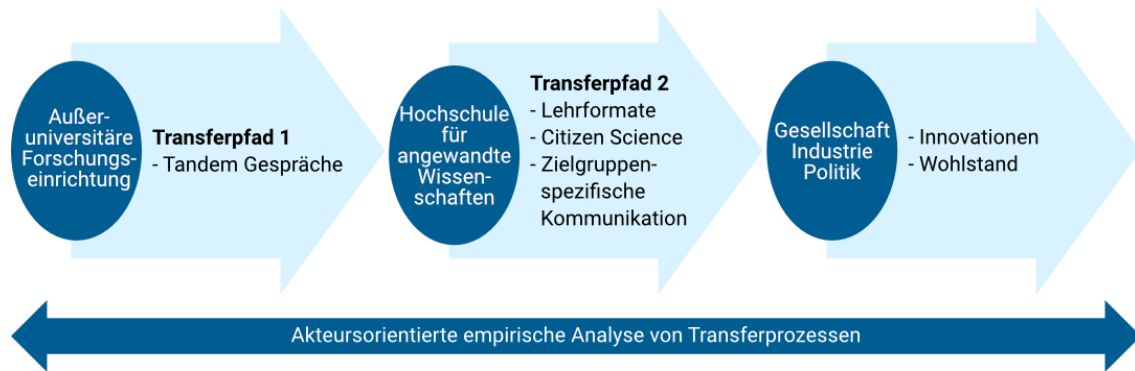 Außer-
universitäre
Forschungs-
einrichtung
Transferpfad 1
- Tandem Gespräche
Hochschule
für
angewandte
Wissen-
schaften
Transferpfad 2
- Lehrformate
- Citizen Science
- Zielgruppen-
spezifische
Kommunikation
Gesellschaft
Industrie
Politik
- Innovationen
- Wohlstand
Akteursorientierte empirische Analyse von Transferprozessen